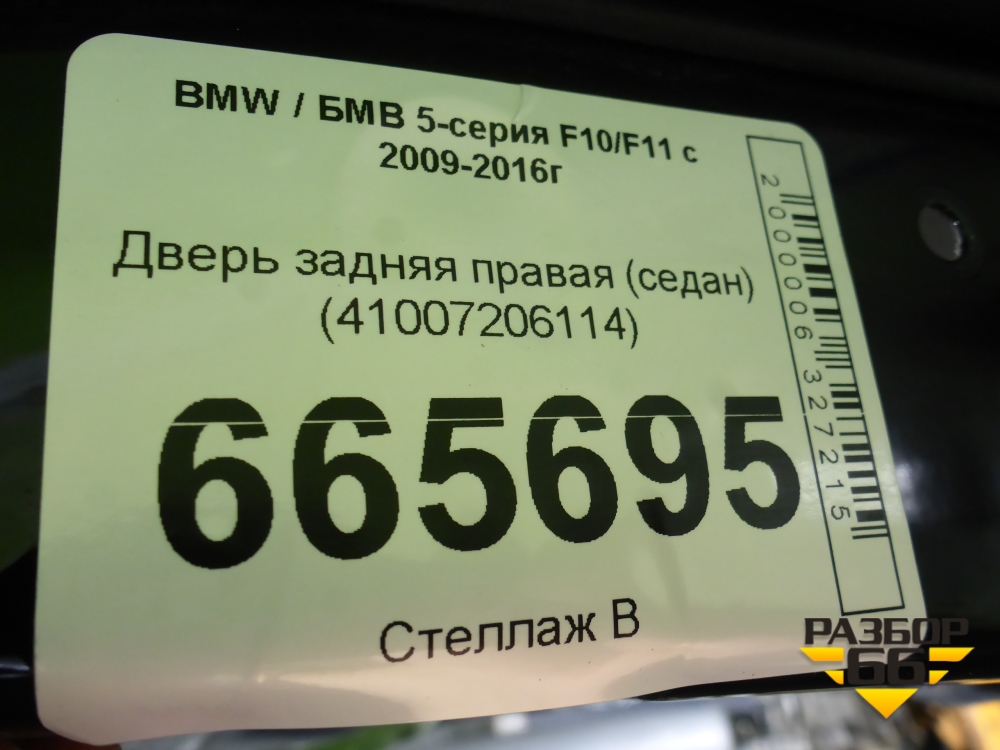 BMW / БМВ 5-серия F10/F11 с
2009-2016г
Дверь задняя правая (седан)
(41007206114)
665695
Стеллаж В
2000006327215
РАЗБОР
66